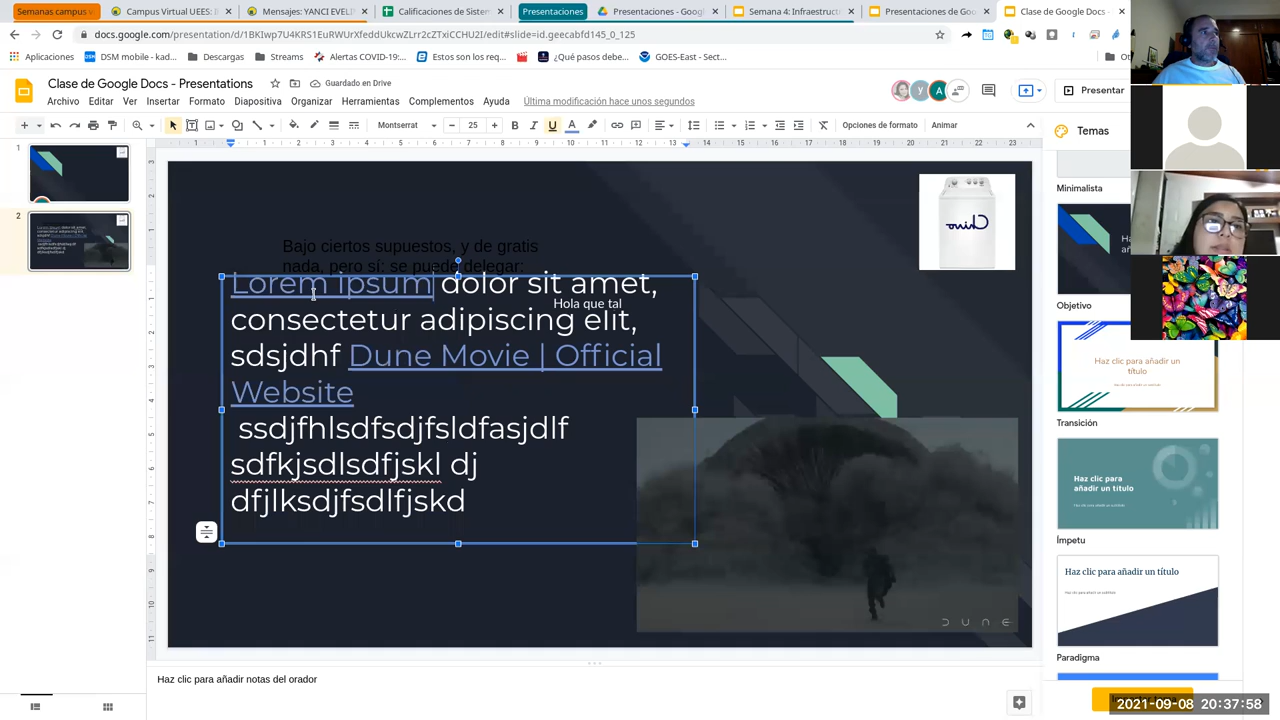 Semanas campus v
Campus Virtual UEES: I
Mensajes: YANCI EVELI
Calificaciones
Presentaciones
Presentaciones - Goog
Semana 4: Infraestruct
Presentaciones de Go
Clase de Google Docs -
docs.google.com/presentation/d/1BKIwp7U4KS1EuRWUrXfeddUkcwZLrr2cZTxiCCHU2I/edit#slide=id.geecabfd145_0_125
Aplicaciones
DSM mobile - kad...
Descargas
Streams
Alertas COVID-19:...
Estos son los req...
¿Qué pasos debe...
GOES-East - Sect...
Clase de Google Docs - Presentations
Guardado en Drive
Archivo Editar Ver Insertar Formato Diapositiva Organizar Herramientas Complementos Ayuda Última modificación hace unos segundos
y
A
Presentar
Montserrat
25
B I U A
Opciones de formato
Animar
Temas
1
2
Bajo ciertos supuestos, y de gratis
nada, pero sí: se puede delegar:
Lorem ipsum dolor sit amet,
Hola que tal
consectetur adipiscing elit,
sdsjdhf Dune Movie | Official
Website
ssdjfhlsdfsdjfsldfasjdlf
sdfkjsdlsdfjskl dj
dfjlksdjfsdlfjskd
Chivo
DUNE
Minimalista
Objetivo
Haz clic para añadir un
título
Transición
Haz clic para
añadir un título
Ímpetu
Haz clic para añadir un título
Paradigma
Haz clic para añadir notas del orador
2021-09-08 20:37:58